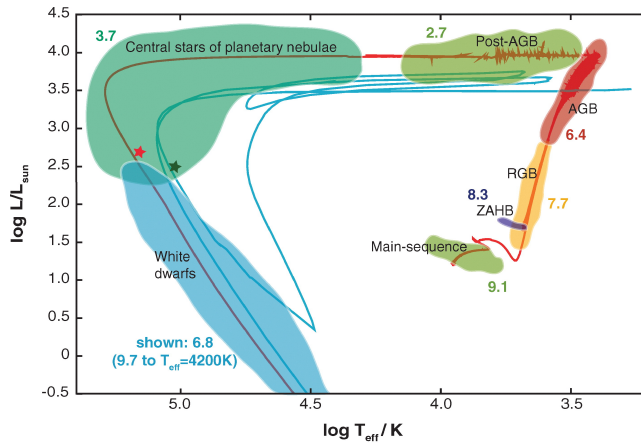 3.7
Central stars of planetary nebulae
2.7
Post-AGB
AGB
6.4
RGB
7.7
8.3
ZAHB
Main-sequence
9.1
White
dwarfs
shown: 6.8
(9.7 to Teff=4200K)
log L/Lsun
4.5
4.0
3.5
3.0
2.5
2.0
1.5
1.0
0.5
0
-0.5
5.0
4.5
4.0
3.5
log Teff / K